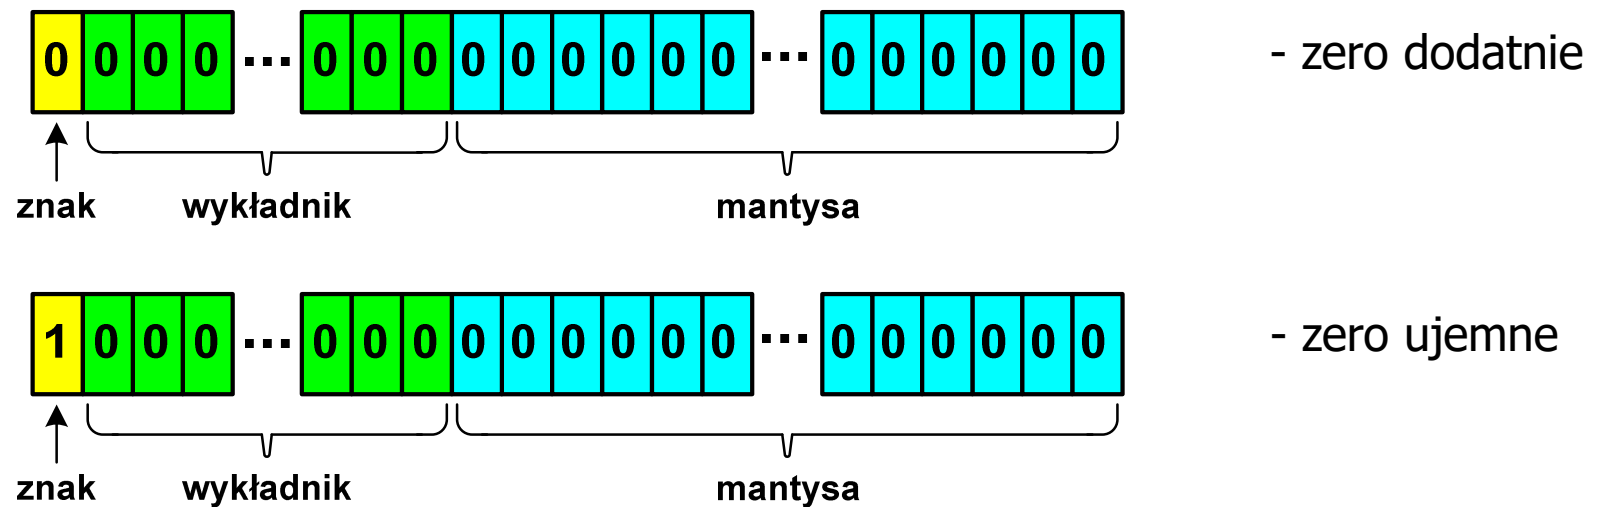 0 0 0 0 ... 0 0 0 0 0 0 0 0 0 ... 0 0 0 0 0 0 - zero dodatnie
znak wykładnik mantysa
1 0 0 0 ... 0 0 0 0 0 0 0 0 0 ... 0 0 0 0 0 0 - zero ujemne
znak wykładnik mantysa